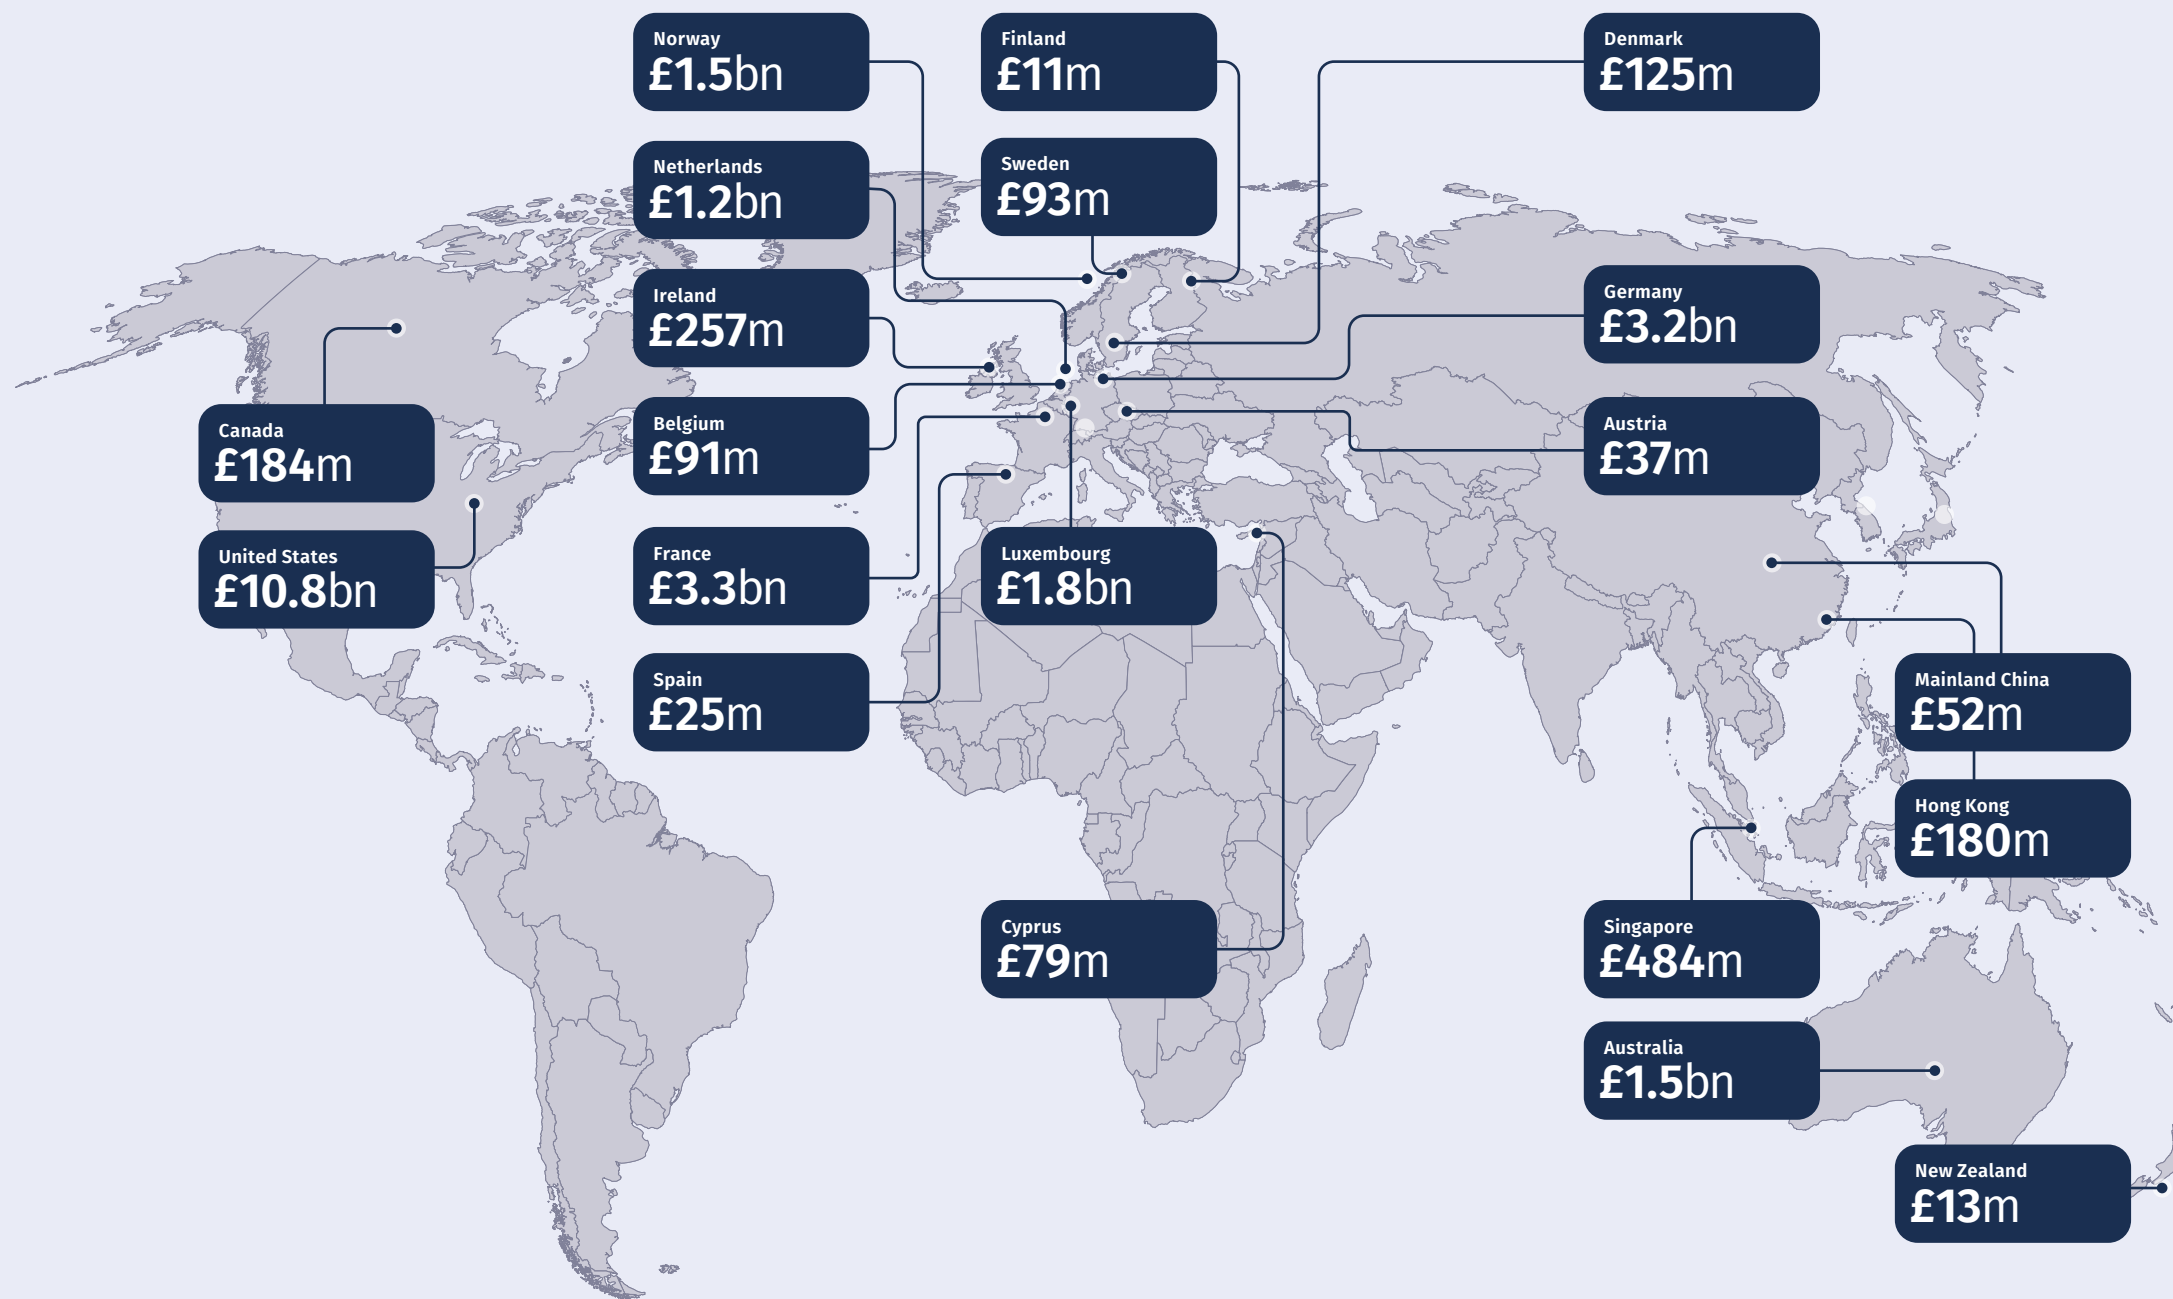 Norway
£1.5bn
Finland
£11m
Denmark
£125m
Netherlands
£1.2bn
Sweden
£93m
Ireland
£257m
Germany
£3.2bn
Canada
£184m
Belgium
£91m
Austria
£37m
United States
£10.8bn
France
£3.3bn
Luxembourg
£1.8bn
Spain
£25m
Mainland China
£52m
Hong Kong
£180m
Cyprus
£79m
Singapore
£484m
Australia
£1.5bn
New Zealand
£13m